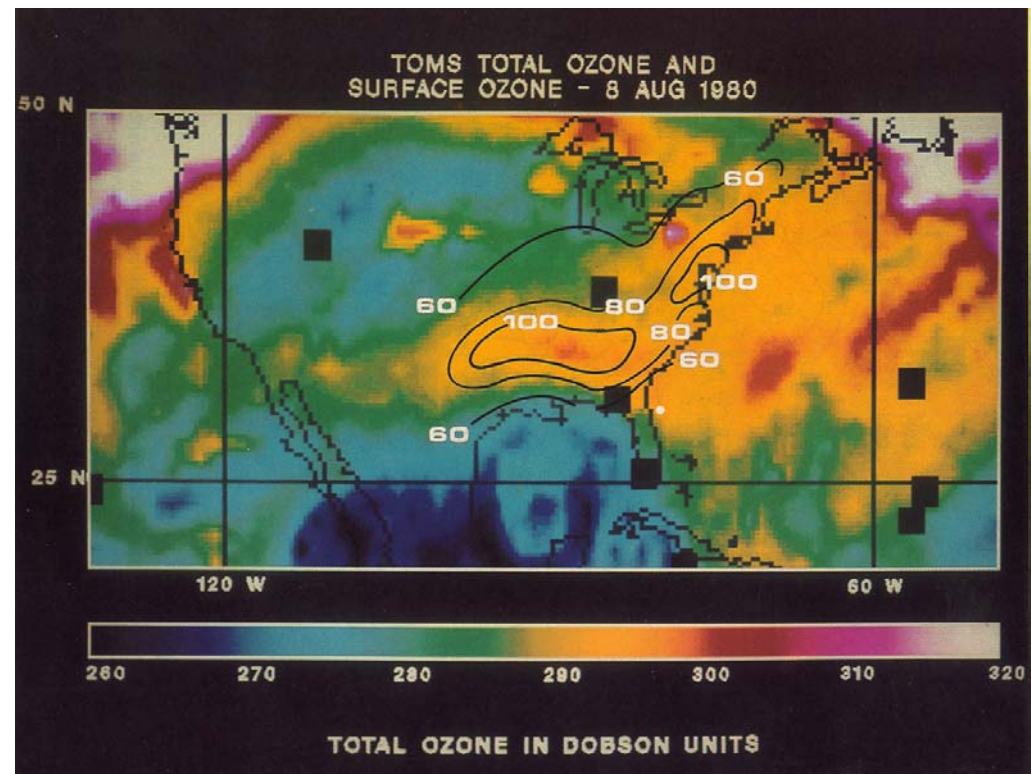 TOMS TOTAL OZONE AND
SURFACE OZONE - 8 AUG 1980
50 N
60
60
100
80
100
80
60
60
25 N
120 W
60 W
260 270 280 290 300 310 320
TOTAL OZONE IN DOBSON UNITS